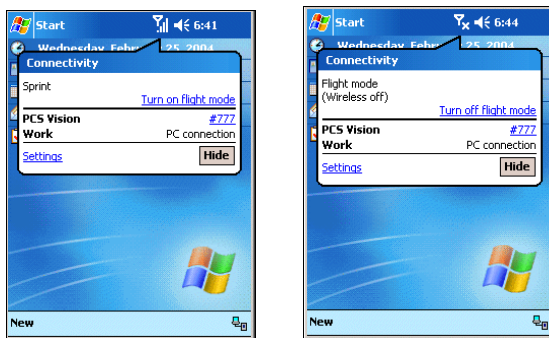 Start 6:41
Wednesday, February 25, 2004
Connectivity
Sprint
Turn on flight mode
PCS Vision #777
Work PC connection
Settings Hide
New
Start 6:44
Wednesday, Febr 25, 2004
Connectivity
Flight mode
(Wireless off)
Turn off flight mode
PCS Vision #777
Work PC connection
Settings Hide
New